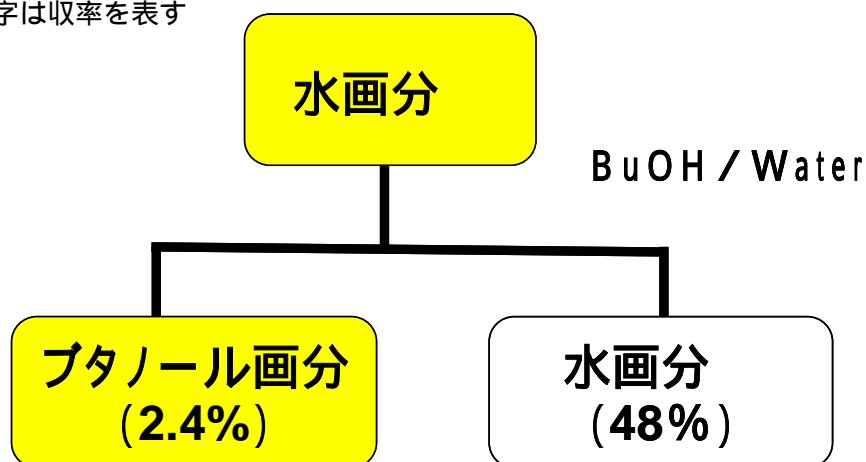 字は収率を表す
水画分
BuOH/Water
ブタノール画分
(2.4%)
水画分
(48%)